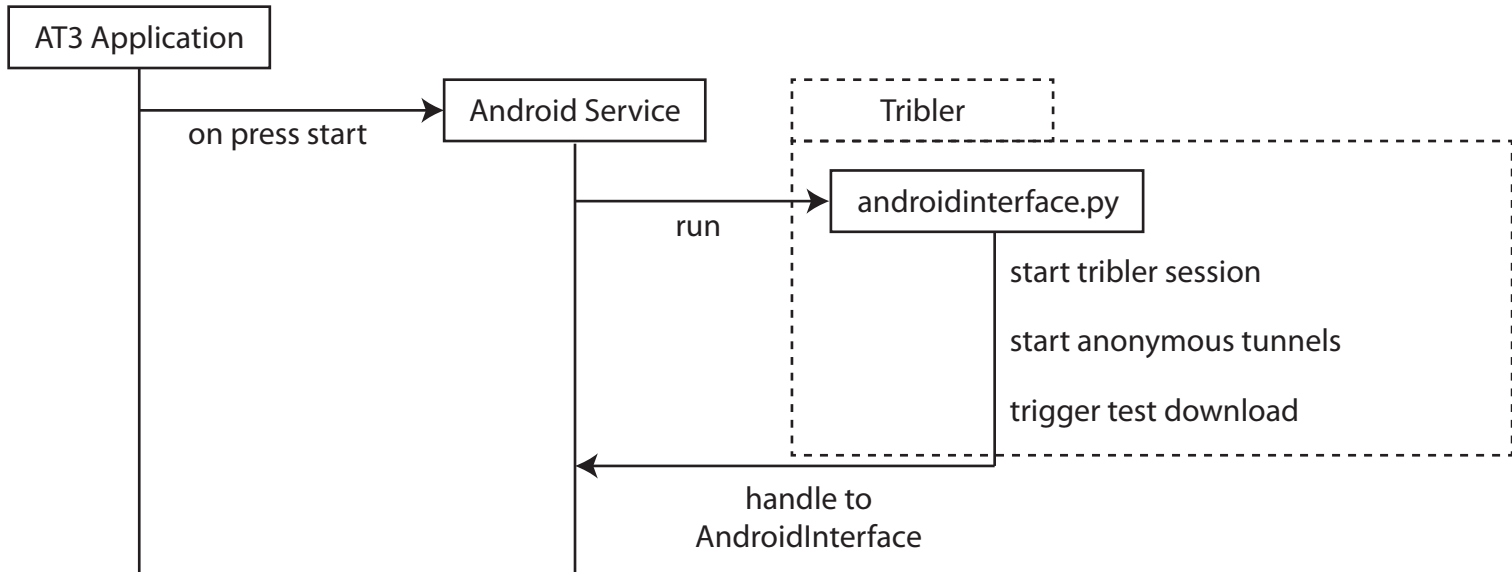 AT3 Application
on press start
Android Service
Tribler
run
androidinterface.py
start tribler session
start anonymous tunnels
trigger test download
handle to
AndroidInterface